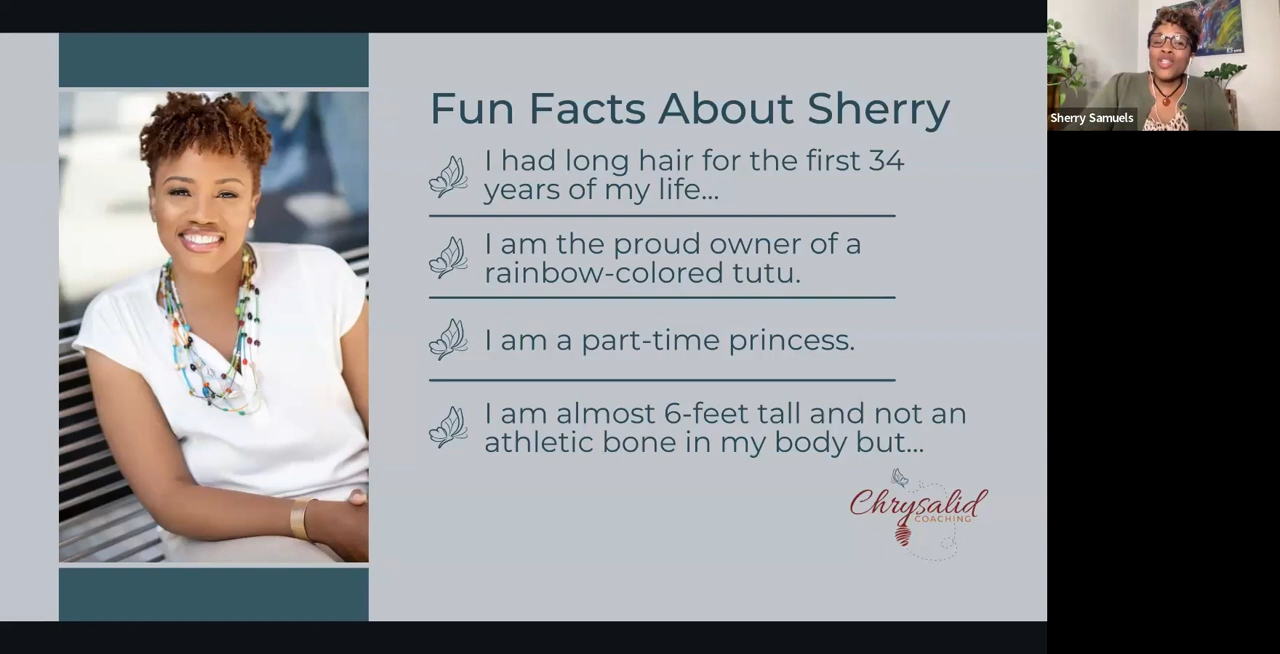 Fun Facts About Sherry
I had long hair for the first 34
years of my life...
I am the proud owner of a
rainbow-colored tutu.
I am a part-time princess.
I am almost 6-feet tall and not an
athletic bone in my body but...
Chrysalid
COACHING
Sherry Samuels